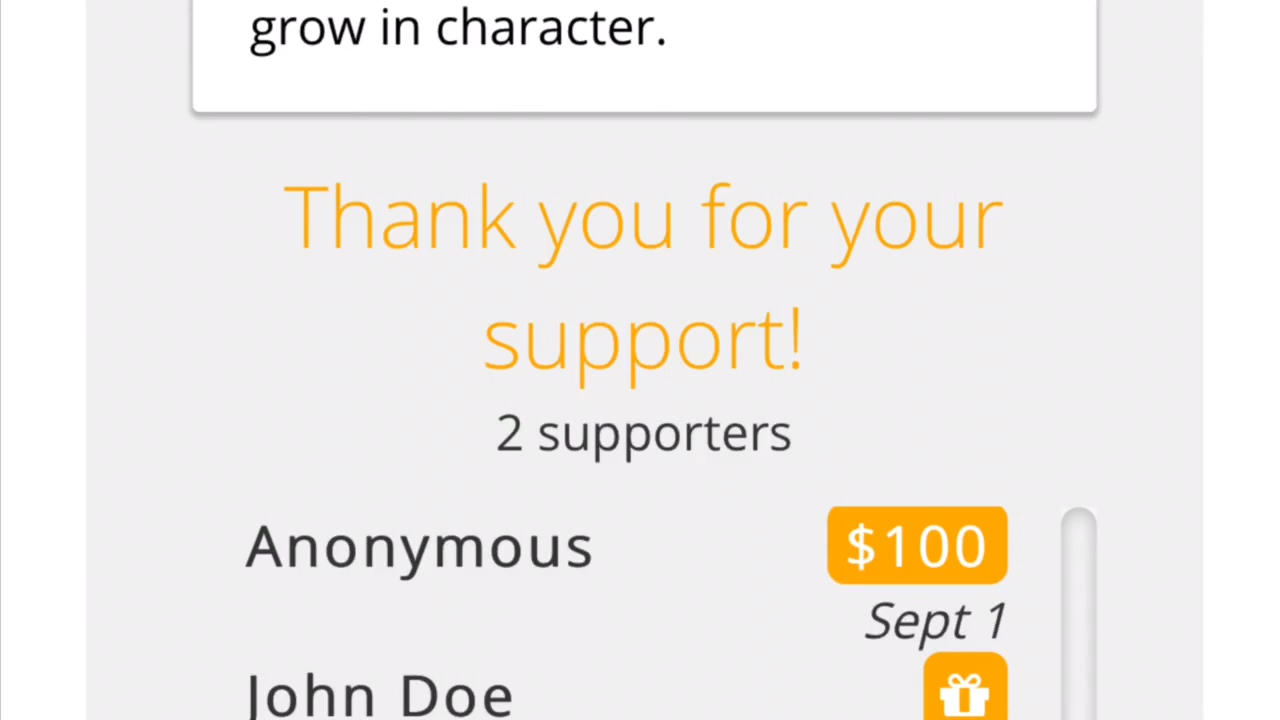 grow in character.
Thank you for your
support!
2 supporters
Anonymous $100
Sept 1
John Doe